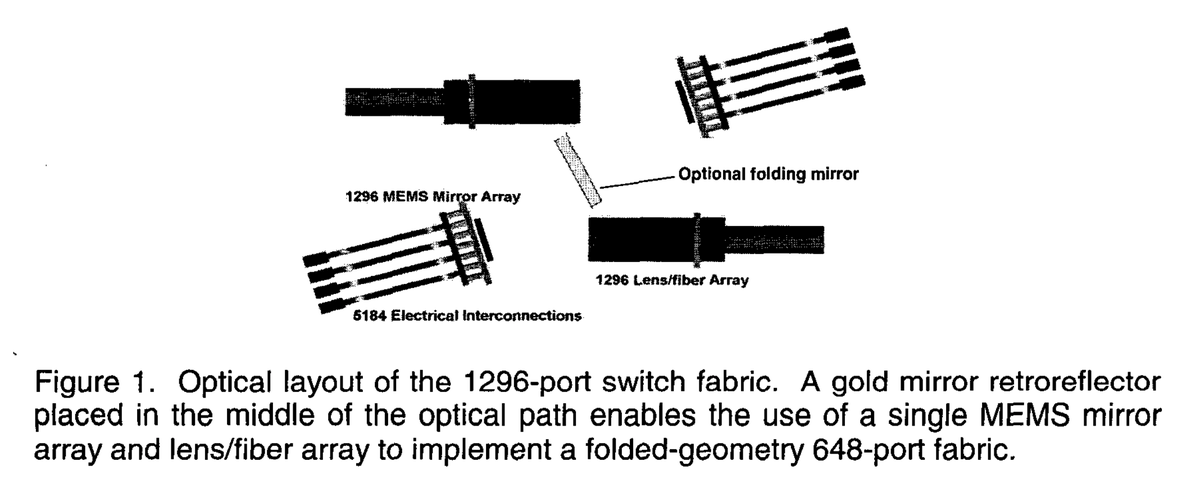 Optional folding mirror
1296 MEMS Mirror Array
1296 Lens/fiber Array
5184 Electrical Interconnections
Figure 1. Optical layout of the 1296-port switch fabric. A gold mirror retroreflector
placed in the middle of the optical path enables the use of a single MEMS mirror
array and lens/fiber array to implement a folded-geometry 648-port fabric.